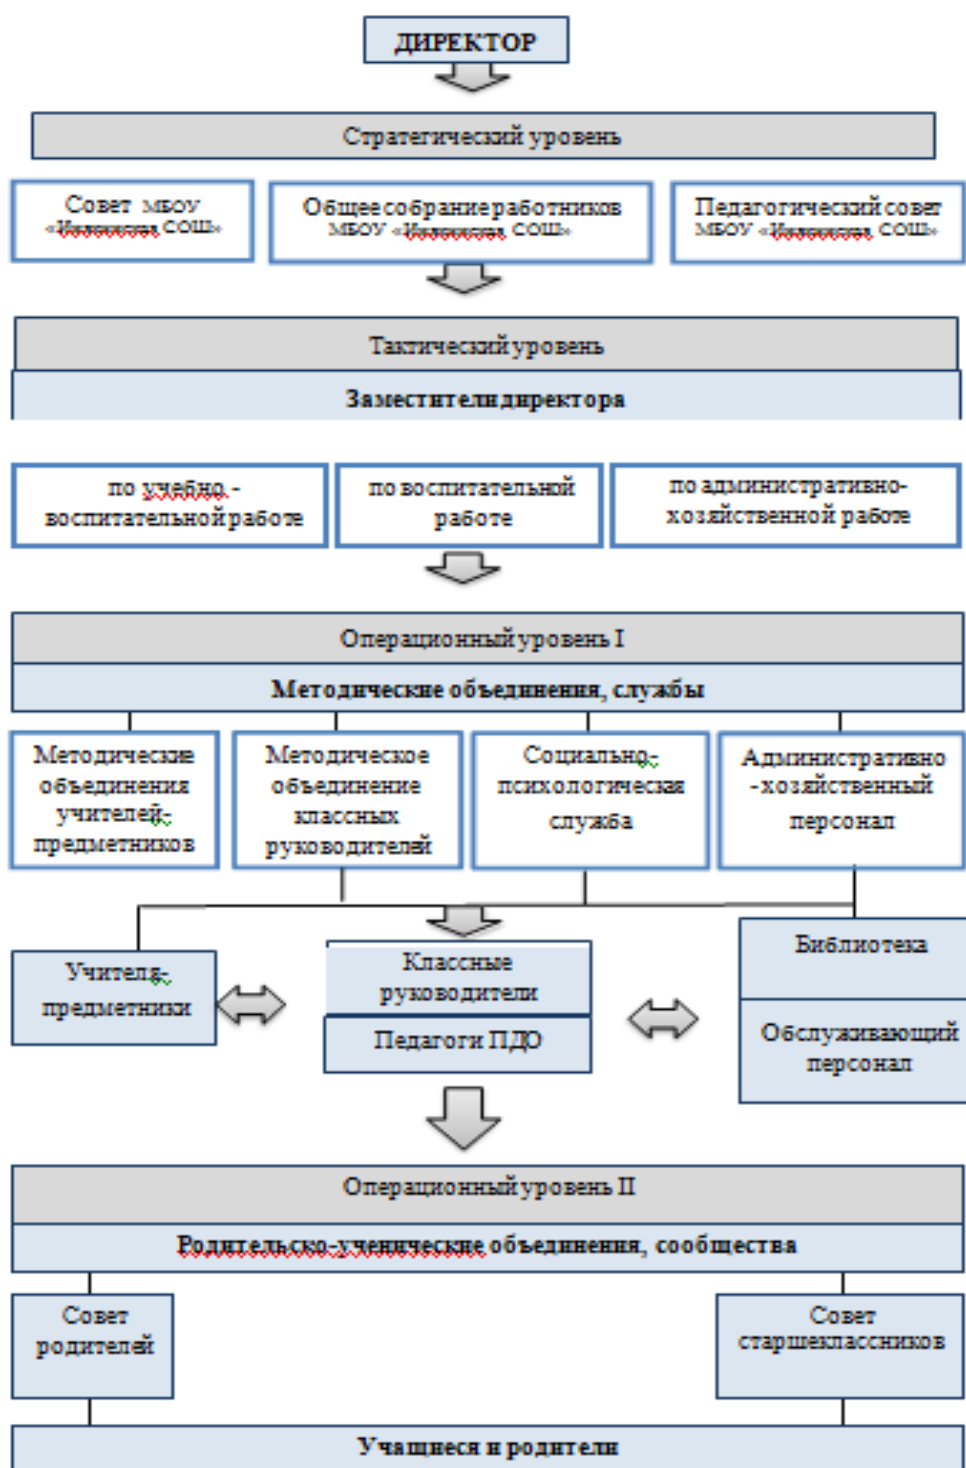 ДИРЕКТОР
Стратегический уровень
Совет МБОУ
СОШ»
Общее собрание работников
МБОУ СОШ»
Педагогический совет
МБОУ СОШ»
Тактический уровень
Заместители директора
по учебно -
воспитательной работе
по воспитательной
работе
по административно-
хозяйственной работе
Операционный уровень I
Методические объединения, службы
Методические
объединения
учителей-
предметников
Методическое
объединение
классных
руководителей
Социально-
психологическая
служба
Административно
-хозяйственный
персонал
Учителя-
предметники
Классные
руководители
Педагоги ПДО
Библиотека
Обслуживающий
персонал
Операционный уровень II
Родительско-ученические объединения, сообщества
Совет
родителей
Совет
старшеклассников
Учащиеся и родители